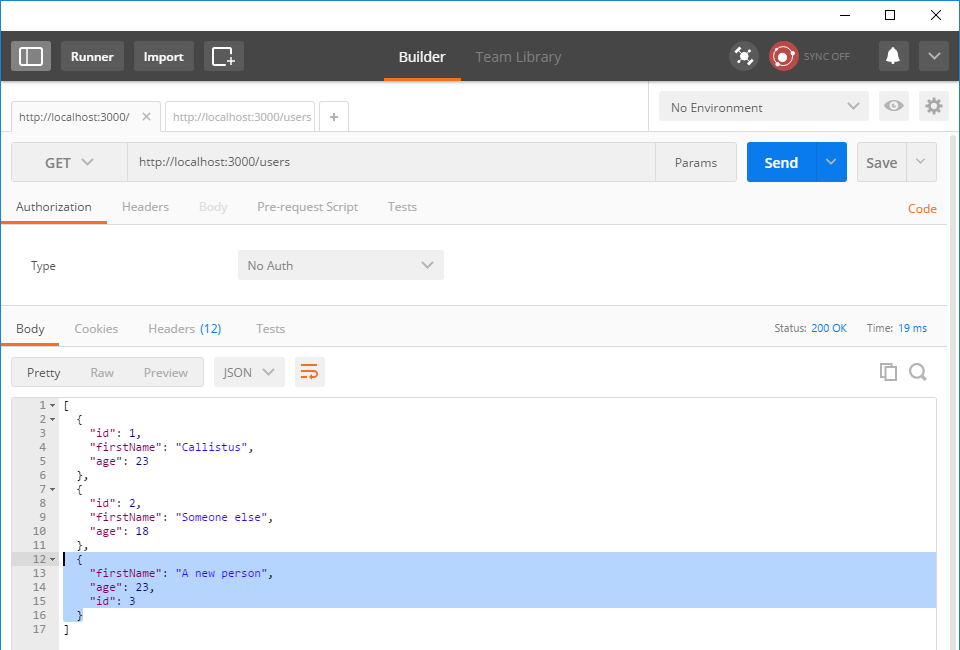 Runner Import Builder Team Library SYNC OFF
http://localhost:3000/ http://localhost:3000/users + No Environment
GET http://localhost:3000/users Params Send Save
Authorization Headers Body Pre-request Script Tests Code
Type No Auth
Body Cookies Headers (12) Tests Status: 200 OK Time: 19 ms
Pretty Raw Preview JSON
1 [
2 {
3 "id": 1,
4 "firstName": "Callistus",
5 "age": 23
6 },
7 {
8 "id": 2,
9 "firstName": "Someone else",
10 "age": 18
11 },
12 {
13 "firstName": "A new person",
14 "age": 23,
15 "id": 3
16 }
17 ]